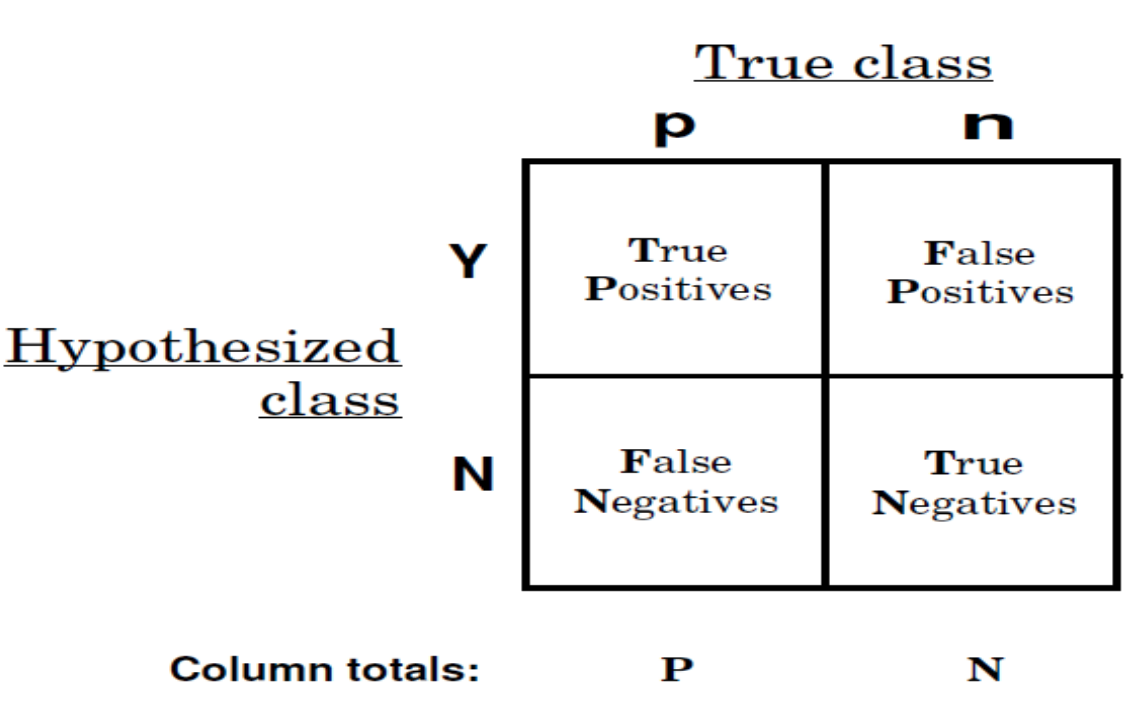 True class
p n
Y
True
Positives
False
Positives
Hypothesized
class
N
False
Negatives
True
Negatives
Column totals: P N